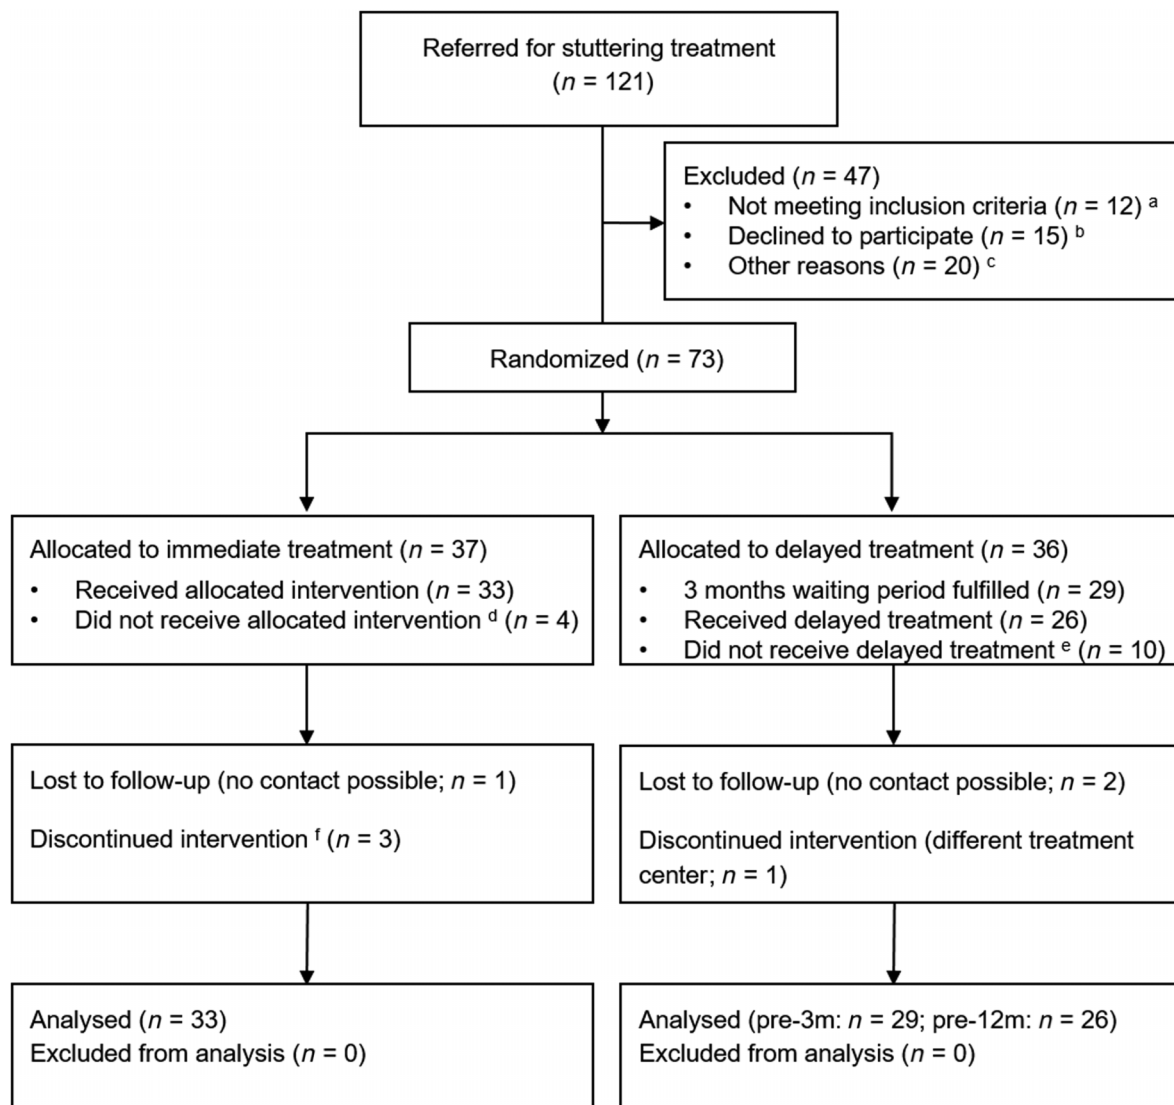 Referred for stuttering treatment
(n = 121)
Excluded (n = 47)
• Not meeting inclusion criteria (n = 12) a
• Declined to participate (n = 15) b
• Other reasons (n = 20) c
Randomized (n = 73)
Allocated to immediate treatment (n = 37)
• Received allocated intervention (n = 33)
• Did not receive allocated intervention d (n = 4)
Allocated to delayed treatment (n = 36)
• 3 months waiting period fulfilled (n = 29)
• Received delayed treatment (n = 26)
• Did not receive delayed treatment e (n = 10)
Lost to follow-up (no contact possible; n = 1)
Discontinued intervention f (n = 3)
Lost to follow-up (no contact possible; n = 2)
Discontinued intervention (different treatment
center; n = 1)
Analysed (n = 33)
Excluded from analysis (n = 0)
Analysed (pre-3m: n = 29; pre-12m: n = 26)
Excluded from analysis (n = 0)